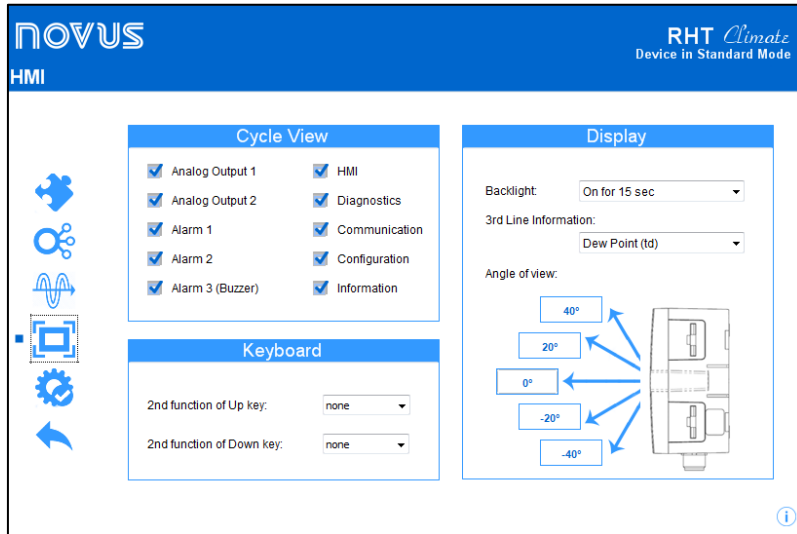 NOVUS
RHT Climate
Device in Standard Mode
HMI
Cycle View
Analog Output 1
HMI
Analog Output 2
Diagnostics
Alarm 1
Communication
Alarm 2
Configuration
Alarm 3 (Buzzer)
Information
Keyboard
2nd function of Up key: none
2nd function of Down key: none
Display
Backlight: On for 15 sec
3rd Line Information:
Dew Point (td)
Angle of view:
40°
20°
0°
-20°
-40°
i